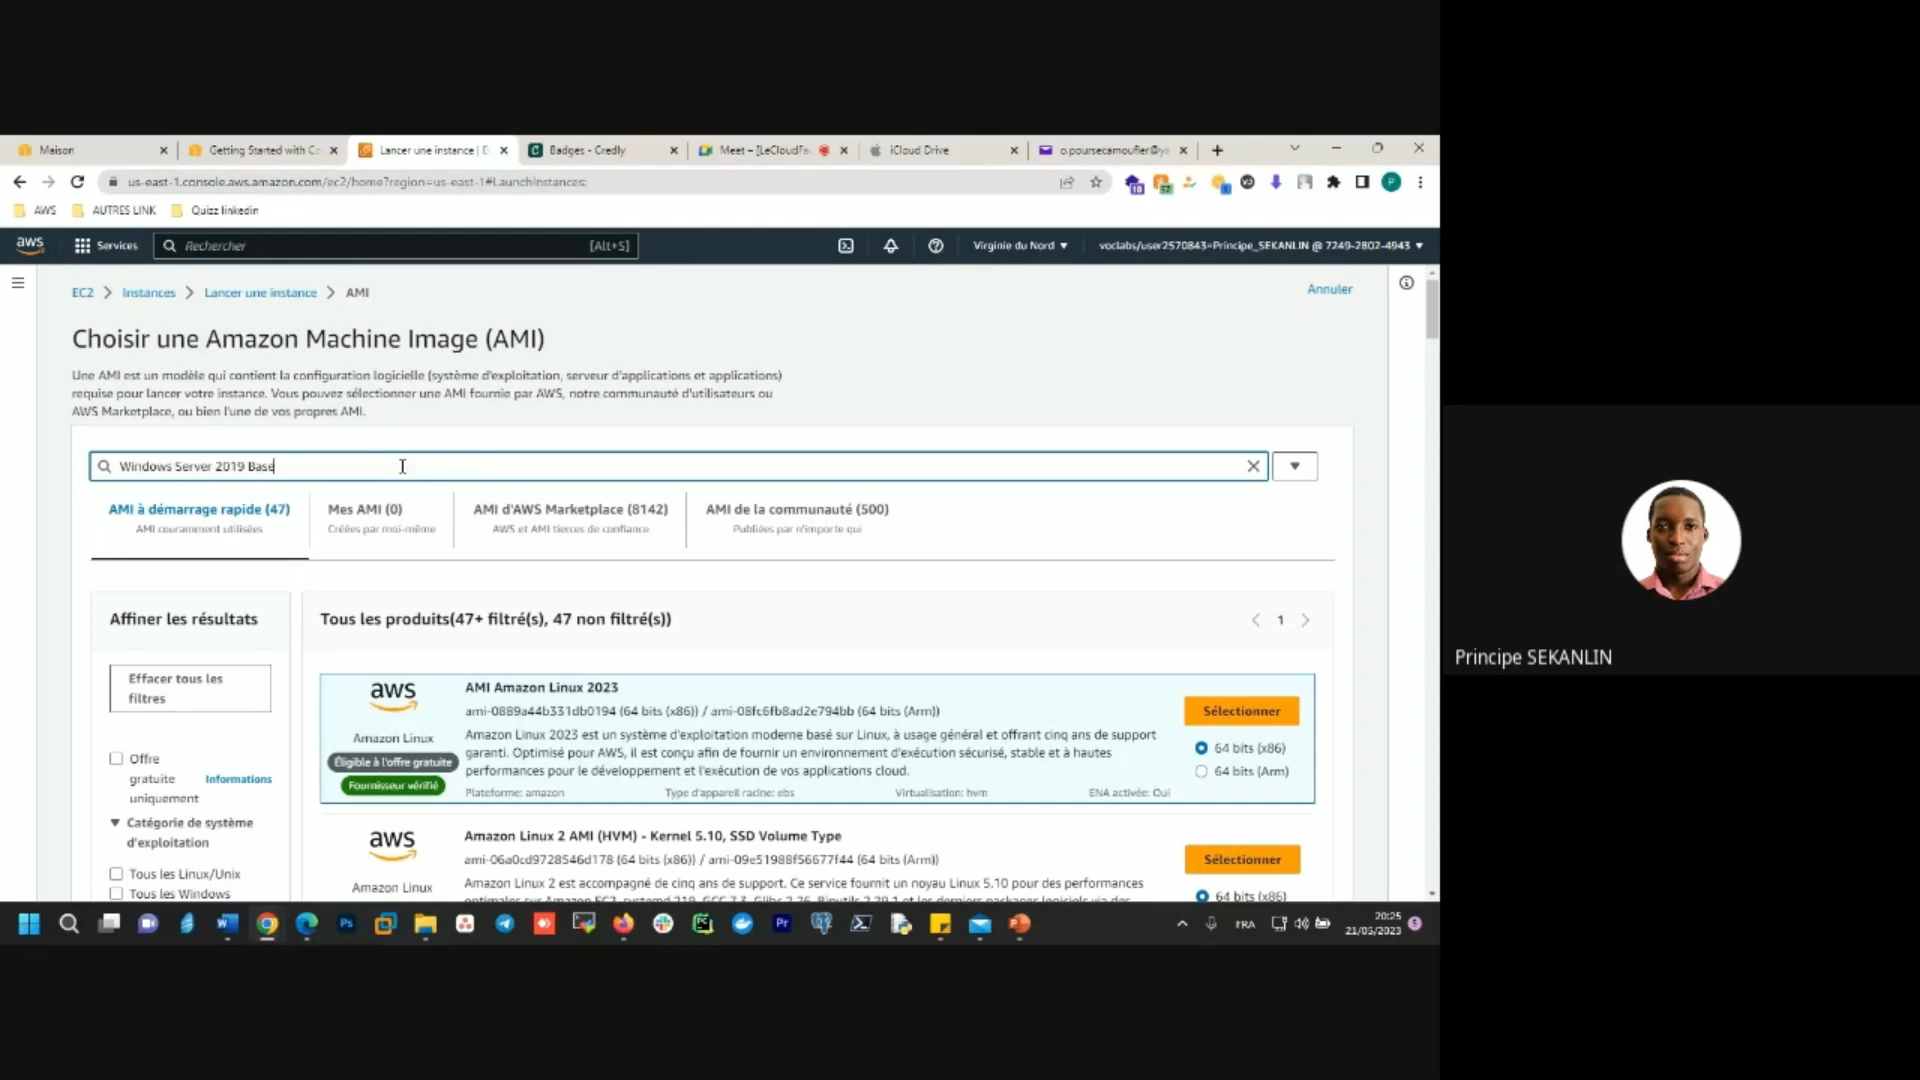 Maison
Getting Started with Co
Lancer une instance | E
Badges - Credly
Meet – [LeCloudFa
iCloud Drive
o.poursecamoufler@ya
us-east-1.console.aws.amazon.com/ec2/home?region=us-east-1#LaunchInstances:
10
57
P
AWS
AUTRES LINK
Quizz linkedin
aws
Services
Rechercher
[Alt+S]
Virginie du Nord
voclabs/user2570843=Principe_SEKANLIN @ 7249-2802-4943
EC2
Instances
Lancer une instance
AMI
Annuler
Choisir une Amazon Machine Image (AMI)
Une AMI est un modèle qui contient la configuration logicielle (système d'exploitation, serveur d'applications et applications)
requise pour lancer votre instance. Vous pouvez sélectionner une AMI fournie par AWS, notre communauté d'utilisateurs ou
AWS Marketplace, ou bien l'une de vos propres AMI.
Windows Server 2019 Base
AMI à démarrage rapide (47)
AMI couramment utilisées
Mes AMI (0)
Créées par moi-même
AMI d'AWS Marketplace (8142)
AWS et AMI tierces de confiance
AMI de la communauté (500)
Publiées par n'importe qui
Affiner les résultats
Effacer tous les
filtres
Offre
gratuite
uniquement
Informations
Catégorie de système
d'exploitation
Tous les Linux/Unix
Tous les Windows
Tous les produits(47+ filtré(s), 47 non filtré(s))
1
aws
Amazon Linux
Éligible à l'offre gratuite
Fournisseur vérifié
AMI Amazon Linux 2023
ami-0889a44b331db0194 (64 bits (x86)) / ami-08fc6fb8ad2e794bb (64 bits (Arm))
Amazon Linux 2023 est un système d'exploitation moderne basé sur Linux, à usage général et offrant cinq ans de support
garanti. Optimisé pour AWS, il est conçu afin de fournir un environnement d'exécution sécurisé, stable et à hautes
performances pour le développement et l'exécution de vos applications cloud.
Plateforme: amazon
Type d'appareil racine: ebs
Virtualisation: hvm
ENA activée: Oui
Sélectionner
64 bits (x86)
64 bits (Arm)
aws
Amazon Linux
Amazon Linux 2 AMI (HVM) - Kernel 5.10, SSD Volume Type
ami-06a0cd9728546d178 (64 bits (x86)) / ami-09e51988f56677f44 (64 bits (Arm))
Amazon Linux 2 est accompagné de cinq ans de support. Ce service fournit un noyau Linux 5.10 pour des performances
Sélectionner
64 bits (x86)
Ps
Pr
FRA
20:25
21/05/2023
5
Principe SEKANLIN